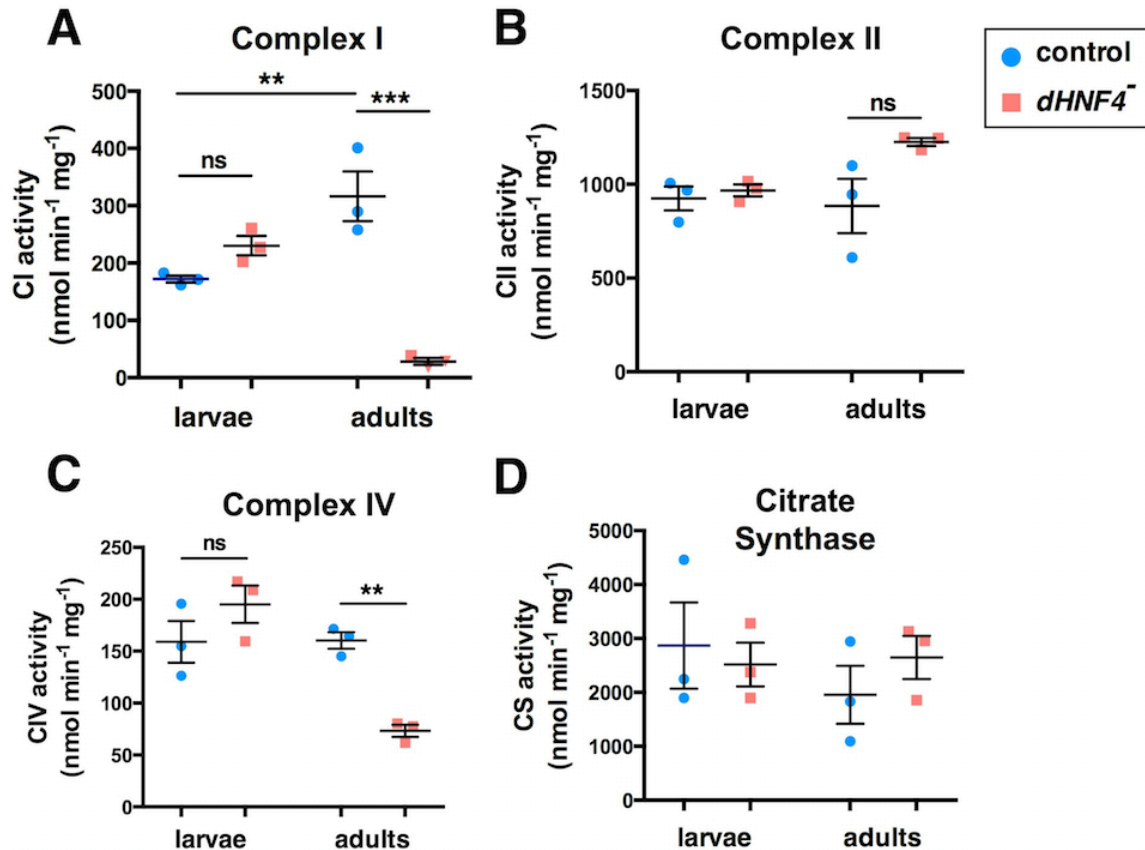 A
Complex I
CI activity
(nmol min-1 mg-1)
500
400
300
200
100
0
**
***
ns
larvae
adults
B
Complex II
CII activity
(nmol min-1 mg-1)
1500
1000
500
0
ns
larvae
adults
control
dHNF4-
C
Complex IV
CIV activity
(nmol min-1 mg-1)
250
200
150
100
50
0
ns
**
larvae
adults
D
Citrate
Synthase
CS activity
(nmol min-1 mg-1)
5000
4000
3000
2000
1000
0
larvae
adults